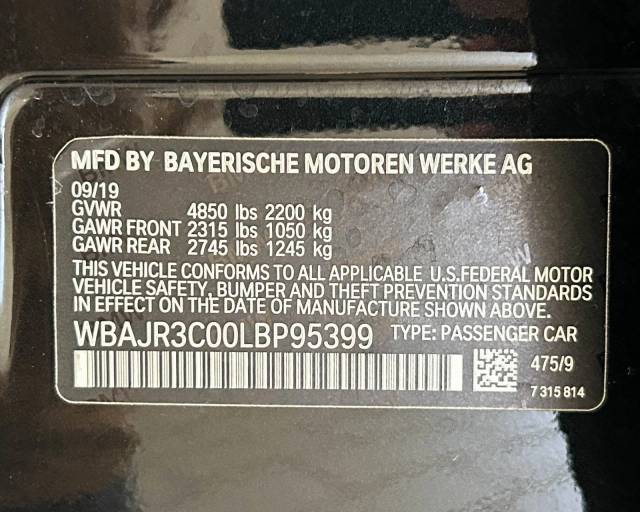 MFD BY BAYERISCHE MOTOREN WERKE AG
09/19
GVWR 4850 lbs 2200 kg
GAWR FRONT 2315 lbs 1050 kg
GAWR REAR 2745 lbs 1245 kg
THIS VEHICLE CONFORMS TO ALL APPLICABLE U.S.FEDERAL MOTOR
VEHICLE SAFETY, BUMPER AND THEFT PREVENTION STANDARDS
IN EFFECT ON THE DATE OF MANUFACTURE SHOWN ABOVE.
WBAJR3C00LBP95399 TYPE: PASSENGER CAR
475/9
7 315 814